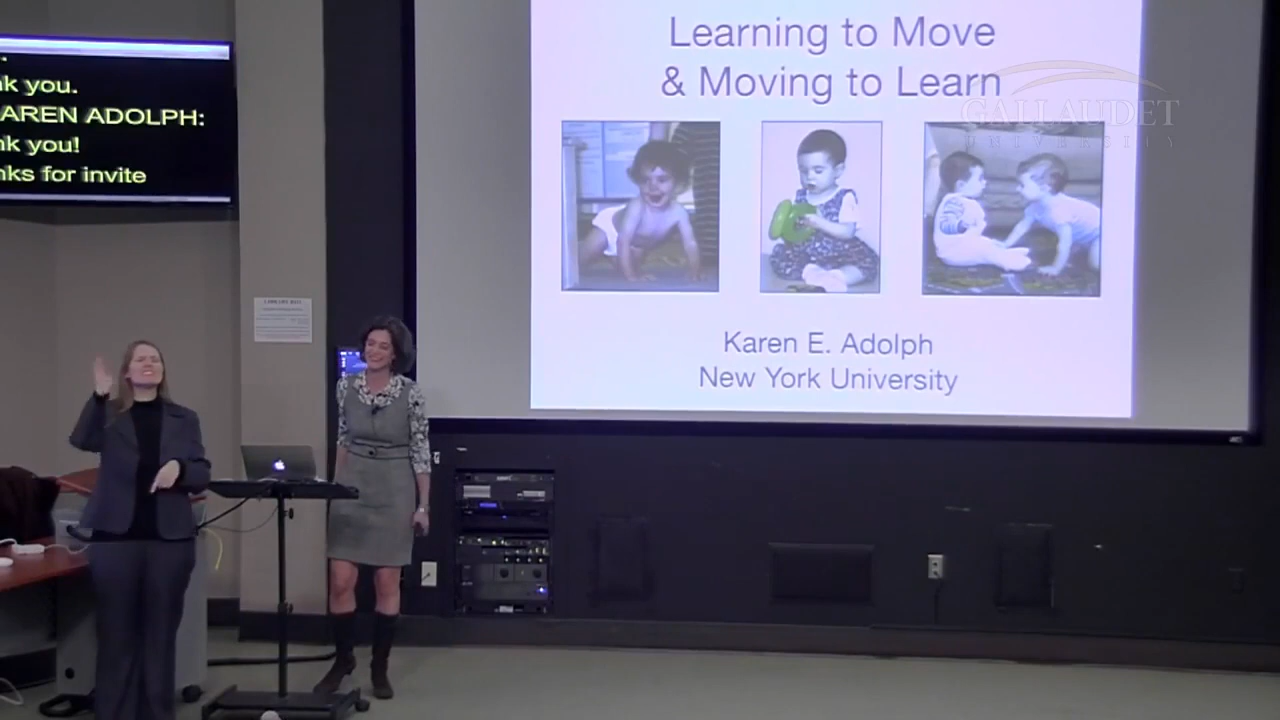 nk you.
AREN ADOLPH:
nk you!
nks for invite
Learning to Move
& Moving to Learn
GALLAUDET
UNIVERSITY
Karen E. Adolph
New York University